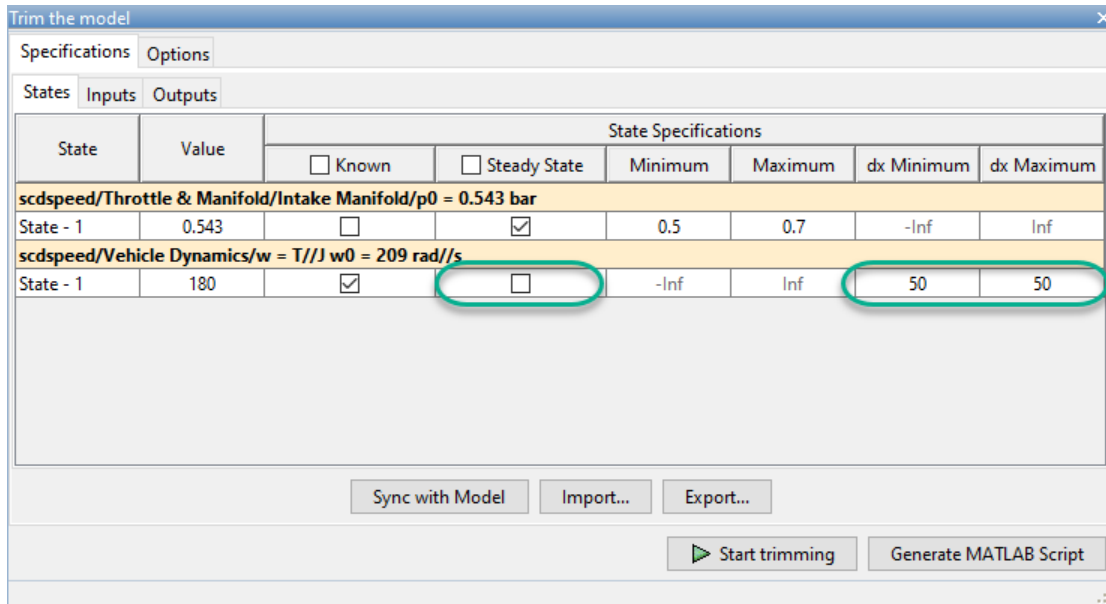 Trim the model
Specifications Options
States Inputs Outputs
State Value State Specifications
Known Steady State Minimum Maximum dx Minimum dx Maximum
scdspeed/Throttle & Manifold/Intake Manifold/p0 = 0.543 bar
State - 1 0.543 0.5 0.7 -Inf Inf
scdspeed/Vehicle Dynamics/w = T//J w0 = 209 rad//s
State - 1 180 -Inf Inf 50 50
Sync with Model Import... Export...
Start trimming Generate MATLAB Script